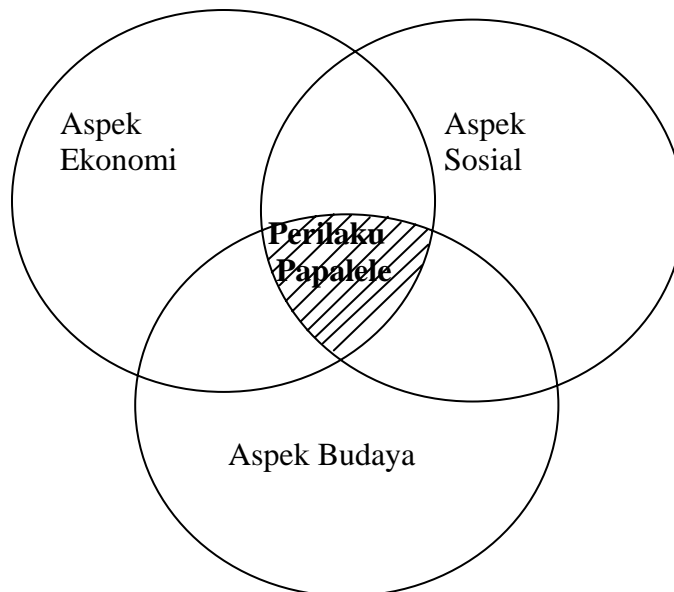 Aspek
Ekonomi
Aspek
Sosial
Perilaku
Papalele
Aspek Budaya